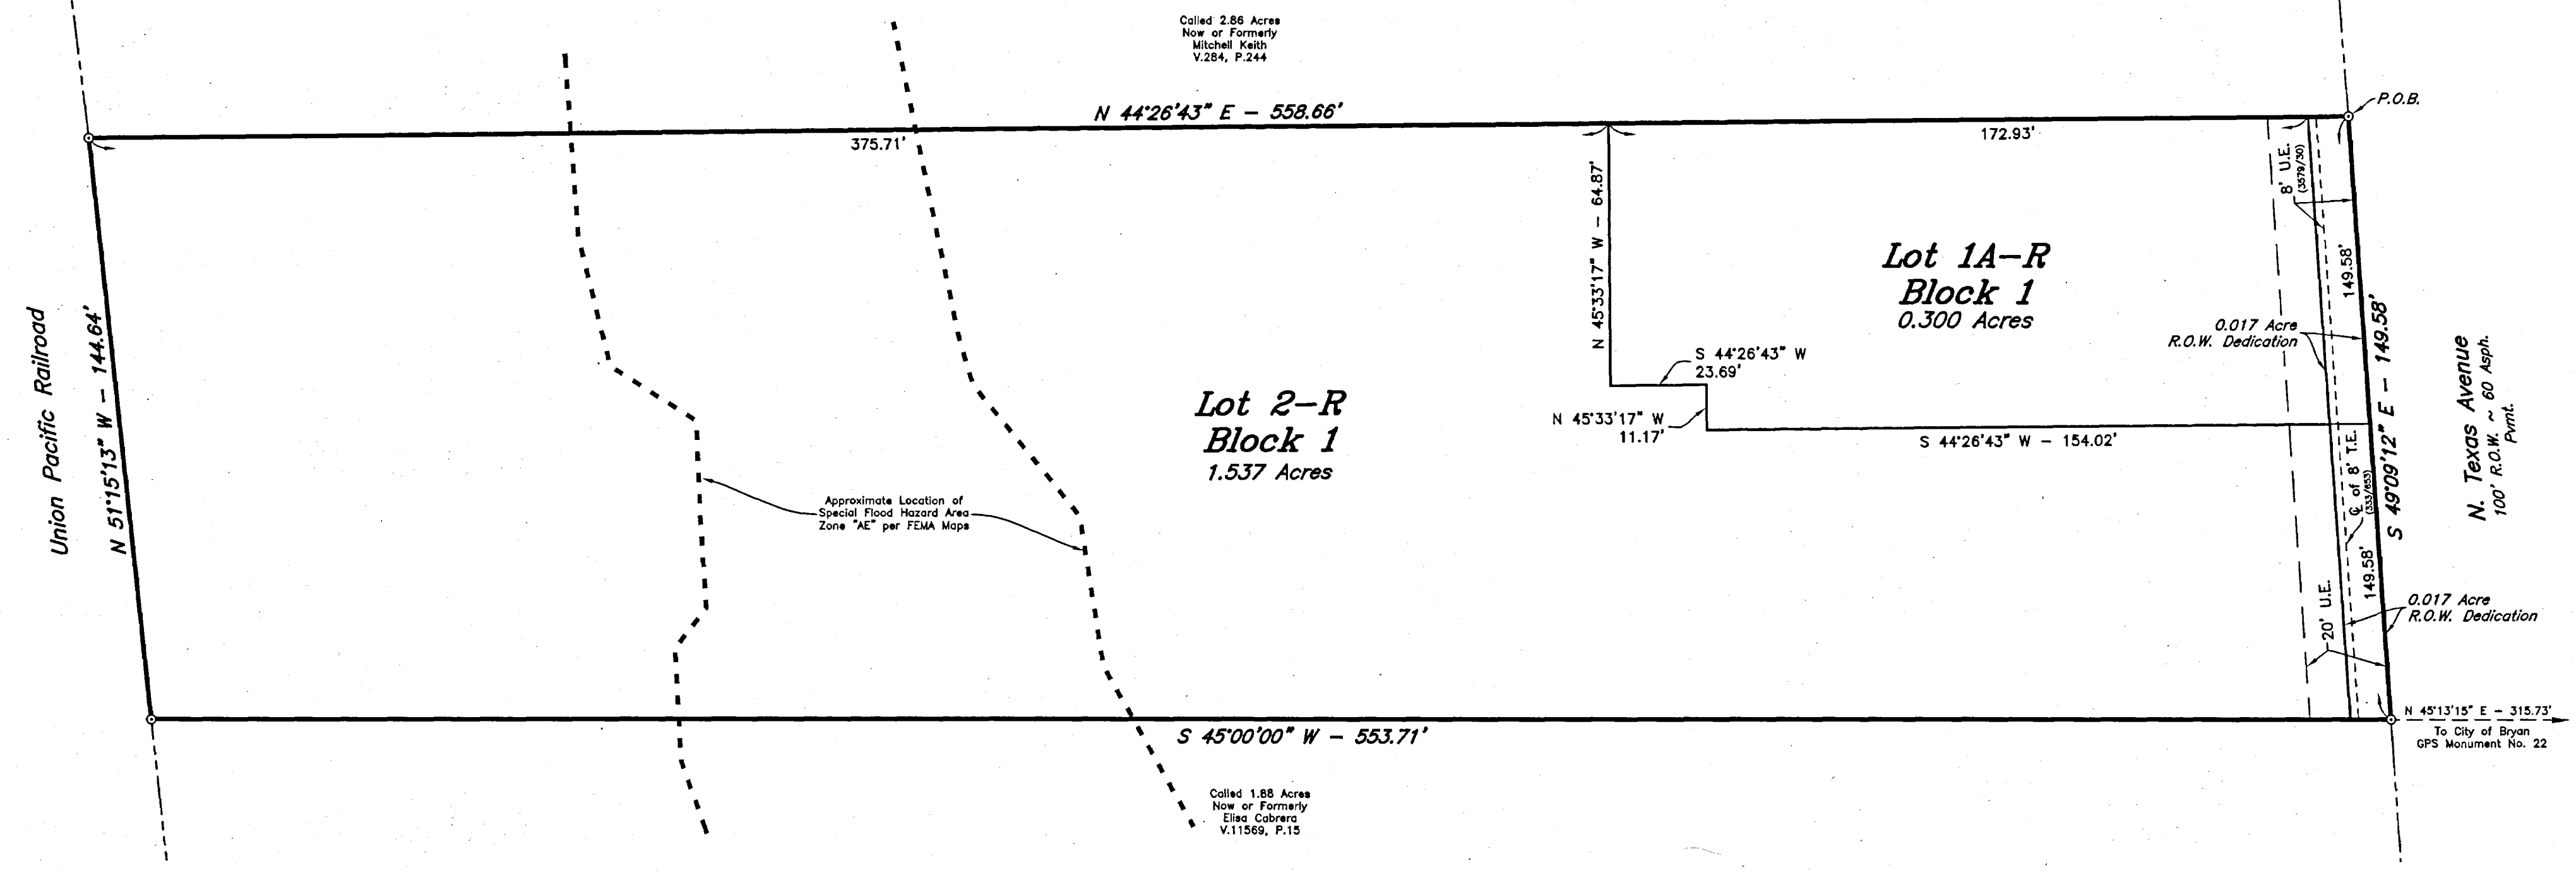 Called 2.86 Acres
Now or Formerly
Mitchell Keith
V.284, P.244
P.O.B.
N 44°26'43" E - 558.66'
375.71'
172.93'
8' U.E.
(3579/30)
N 45°33'17" W - 64.87'
Lot 1A-R
Block 1
0.300 Acres
149.58'
0.017 Acre
R.O.W. Dedication
S 49°09'12" E - 149.58'
N. Texas Avenue
100' R.O.W. ~ 60 Asph.
Pvmt.
Union Pacific Railroad
N 51°15'13" W - 144.64'
S 44°26'43" W
23.69'
Lot 2-R
Block 1
1.537 Acres
N 45°33'17" W
11.17'
S 44°26'43" W - 154.02'
℄ of 8' T.E.
(333/653)
Approximate Location of
Special Flood Hazard Area
Zone "AE" per FEMA Maps
149.58'
20' U.E.
0.017 Acre
R.O.W. Dedication
N 45°13'15" E - 315.73'
To City of Bryan
GPS Monument No. 22
S 45°00'00" W - 553.71'
Called 1.88 Acres
Now or Formerly
Elisa Cabrera
V.11569, P.15